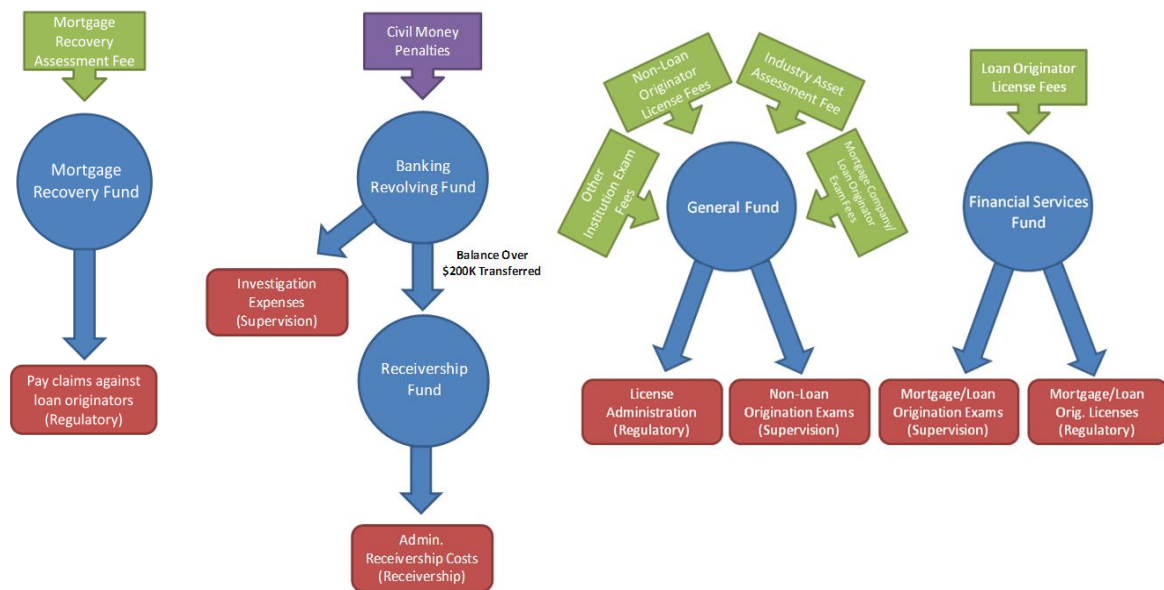 Mortgage
Recovery
Assessment Fee
Mortgage
Recovery Fund
Pay claims against
loan originators
(Regulatory)
Civil Money
Penalties
Banking
Revolving Fund
Balance Over
$200K Transferred
Investigation
Expenses
(Supervision)
Receivership
Fund
Admin.
Receivership Costs
(Receivership)
Other
Institution Exam
Fees
Non-Loan
Originator
License Fees
Industry Asset
Assessment Fee
Mortgage Company/
Loan Originator
Exam Fees
General Fund
License
Administration
(Regulatory)
Non-Loan
Origination Exams
(Supervision)
Loan Originator
License Fees
Financial Services
Fund
Mortgage/Loan
Origination Exams
(Supervision)
Mortgage/Loan
Orig. Licenses
(Regulatory)